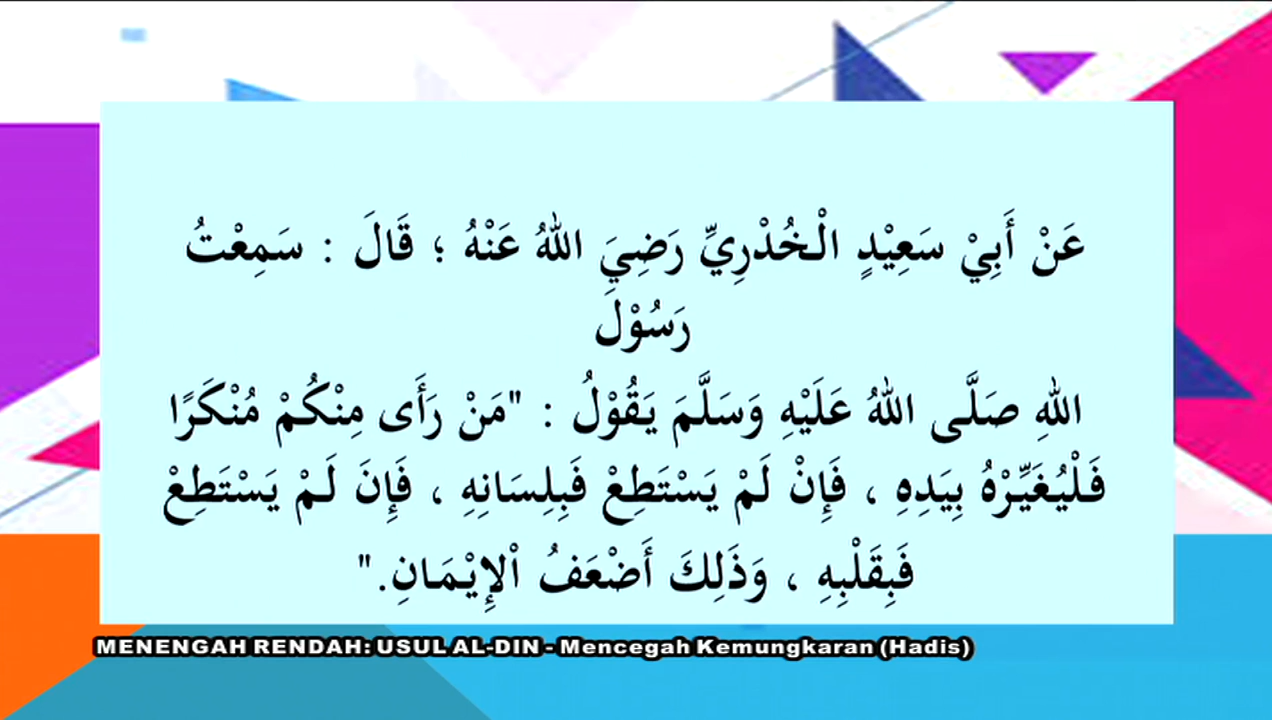 عَنْ أَبِيْ سَعِيْدٍ الْخُدْرِيِّ رَضِيَ اللهُ عَنْهُ ؛ قَالَ : سَمِعْتُ
رَسُوْلَ
اللهِ صَلَّى اللهُ عَلَيْهِ وَسَلَّمَ يَقُوْلُ : "مَنْ رَأَى مِنْكُمْ مُنْكَرًا
فَلْيُغَيِّرْهُ بِيَدِهِ ، فَإِنْ لَمْ يَسْتَطِعْ فَبِلِسَانِهِ ، فَإِنَ لَمْ يَسْتَطِعْ
فَبِقَلْبِهِ ، وَذَلِكَ أَضْعَفُ اْلإِيْمَانِ."
MENENGAH RENDAH: USUL AL-DIN - Mencegah Kemungkaran (Hadis)